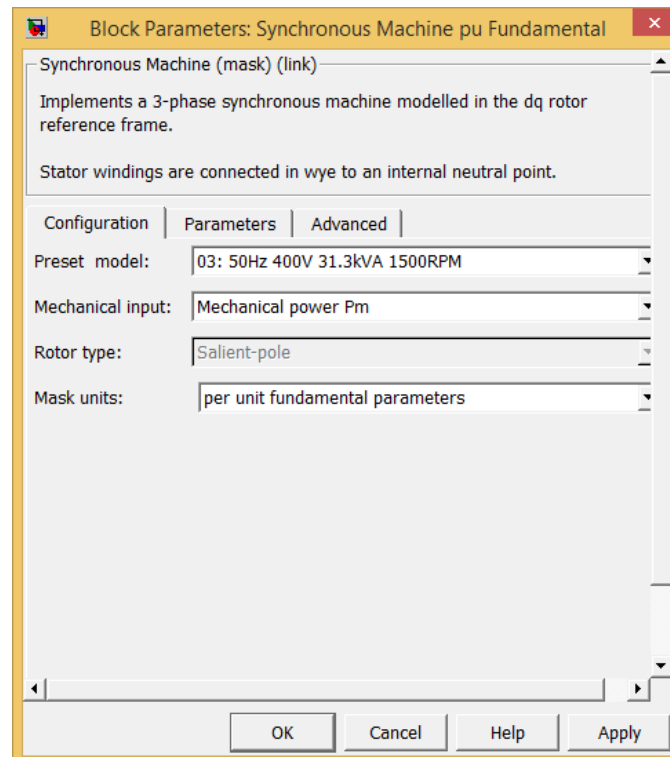 Block Parameters: Synchronous Machine pu Fundamental
Synchronous Machine (mask) (link)
Implements a 3-phase synchronous machine modelled in the dq rotor
reference frame.
Stator windings are connected in wye to an internal neutral point.
Configuration Parameters Advanced
Preset model: 03: 50Hz 400V 31.3kVA 1500RPM
Mechanical input: Mechanical power Pm
Rotor type: Salient-pole
Mask units: per unit fundamental parameters
OK Cancel Help Apply